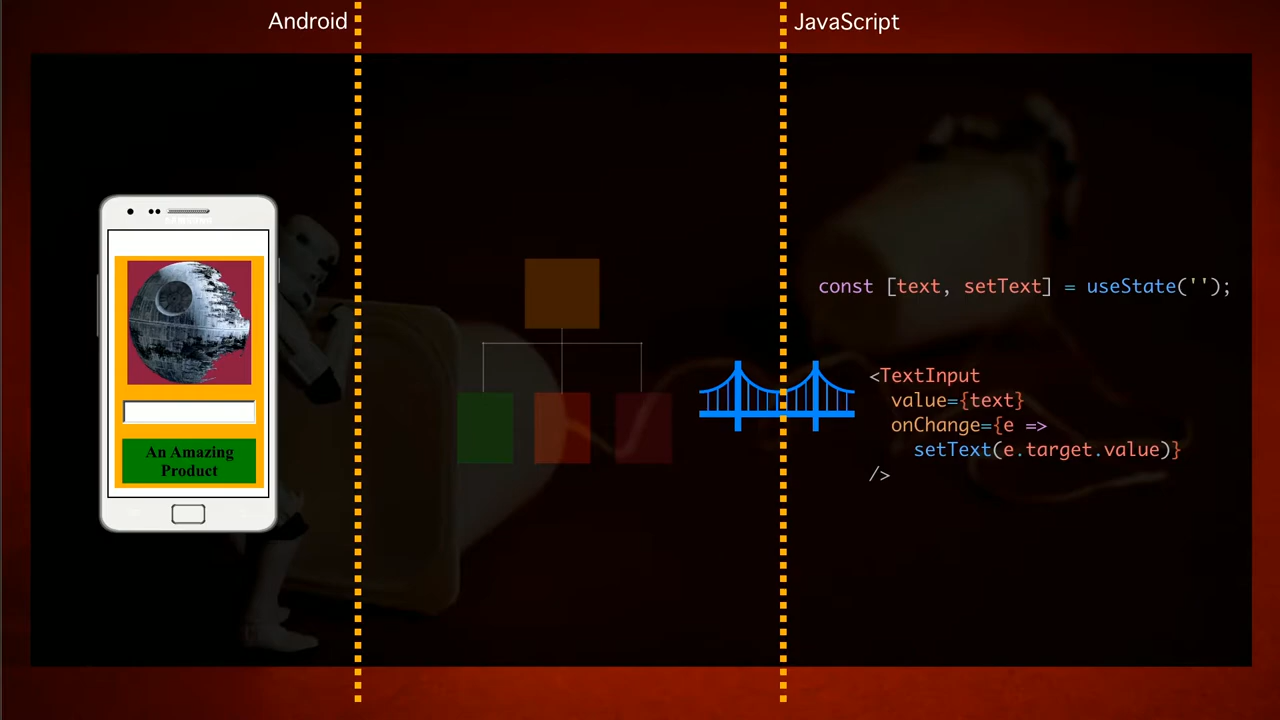 Android
JavaScript
An Amazing
Product
const [text, setText] = useState('');
<TextInput
value={text}
onChange={e =>
setText(e.target.value)}
/>